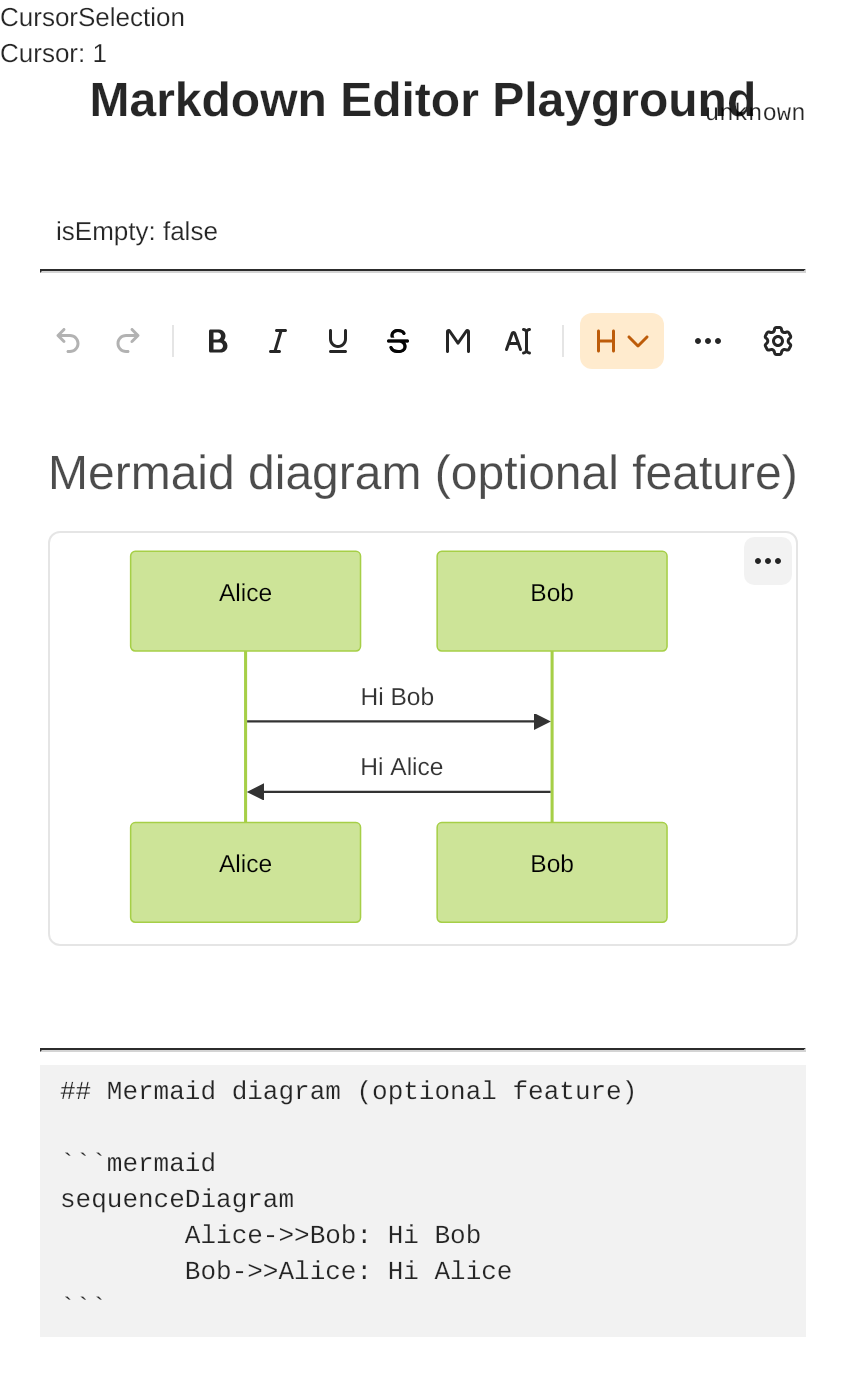 CursorSelection
Cursor: 1
Markdown Editor Playground
unknown
isEmpty: false
B I U S M A H
Mermaid diagram (optional feature)
Alice Bob
Hi Bob
Hi Alice
Alice Bob
## Mermaid diagram (optional feature)
```mermaid
sequenceDiagram
        Alice->>Bob: Hi Bob
        Bob->>Alice: Hi Alice
```